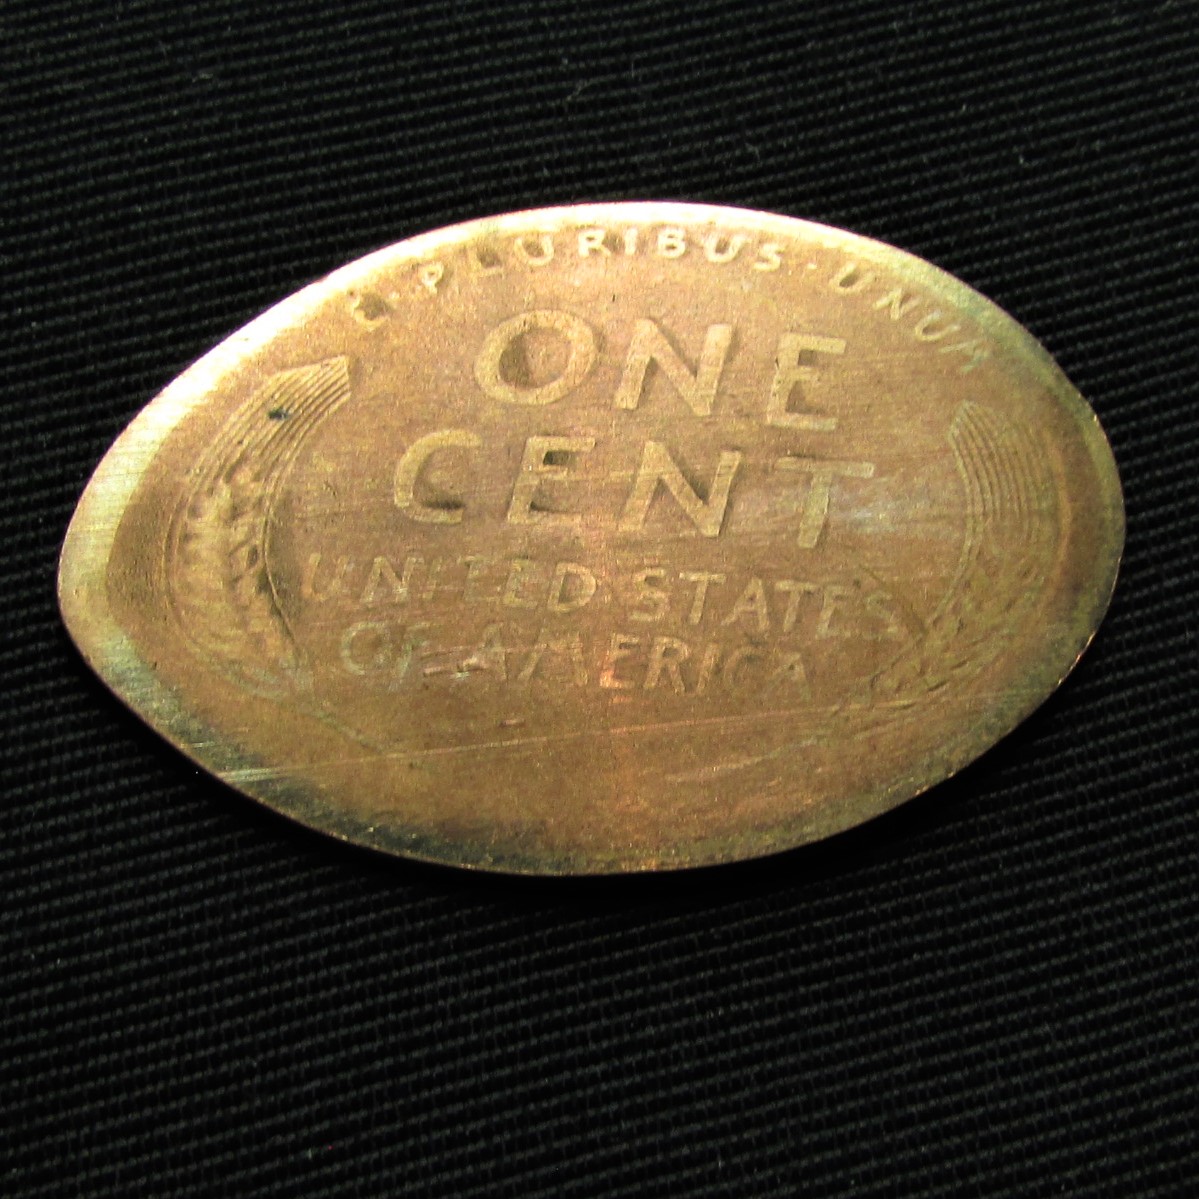 E·PLURIBUS·UNUM
ONE
CENT
UNITED STATES
OF AMERICA